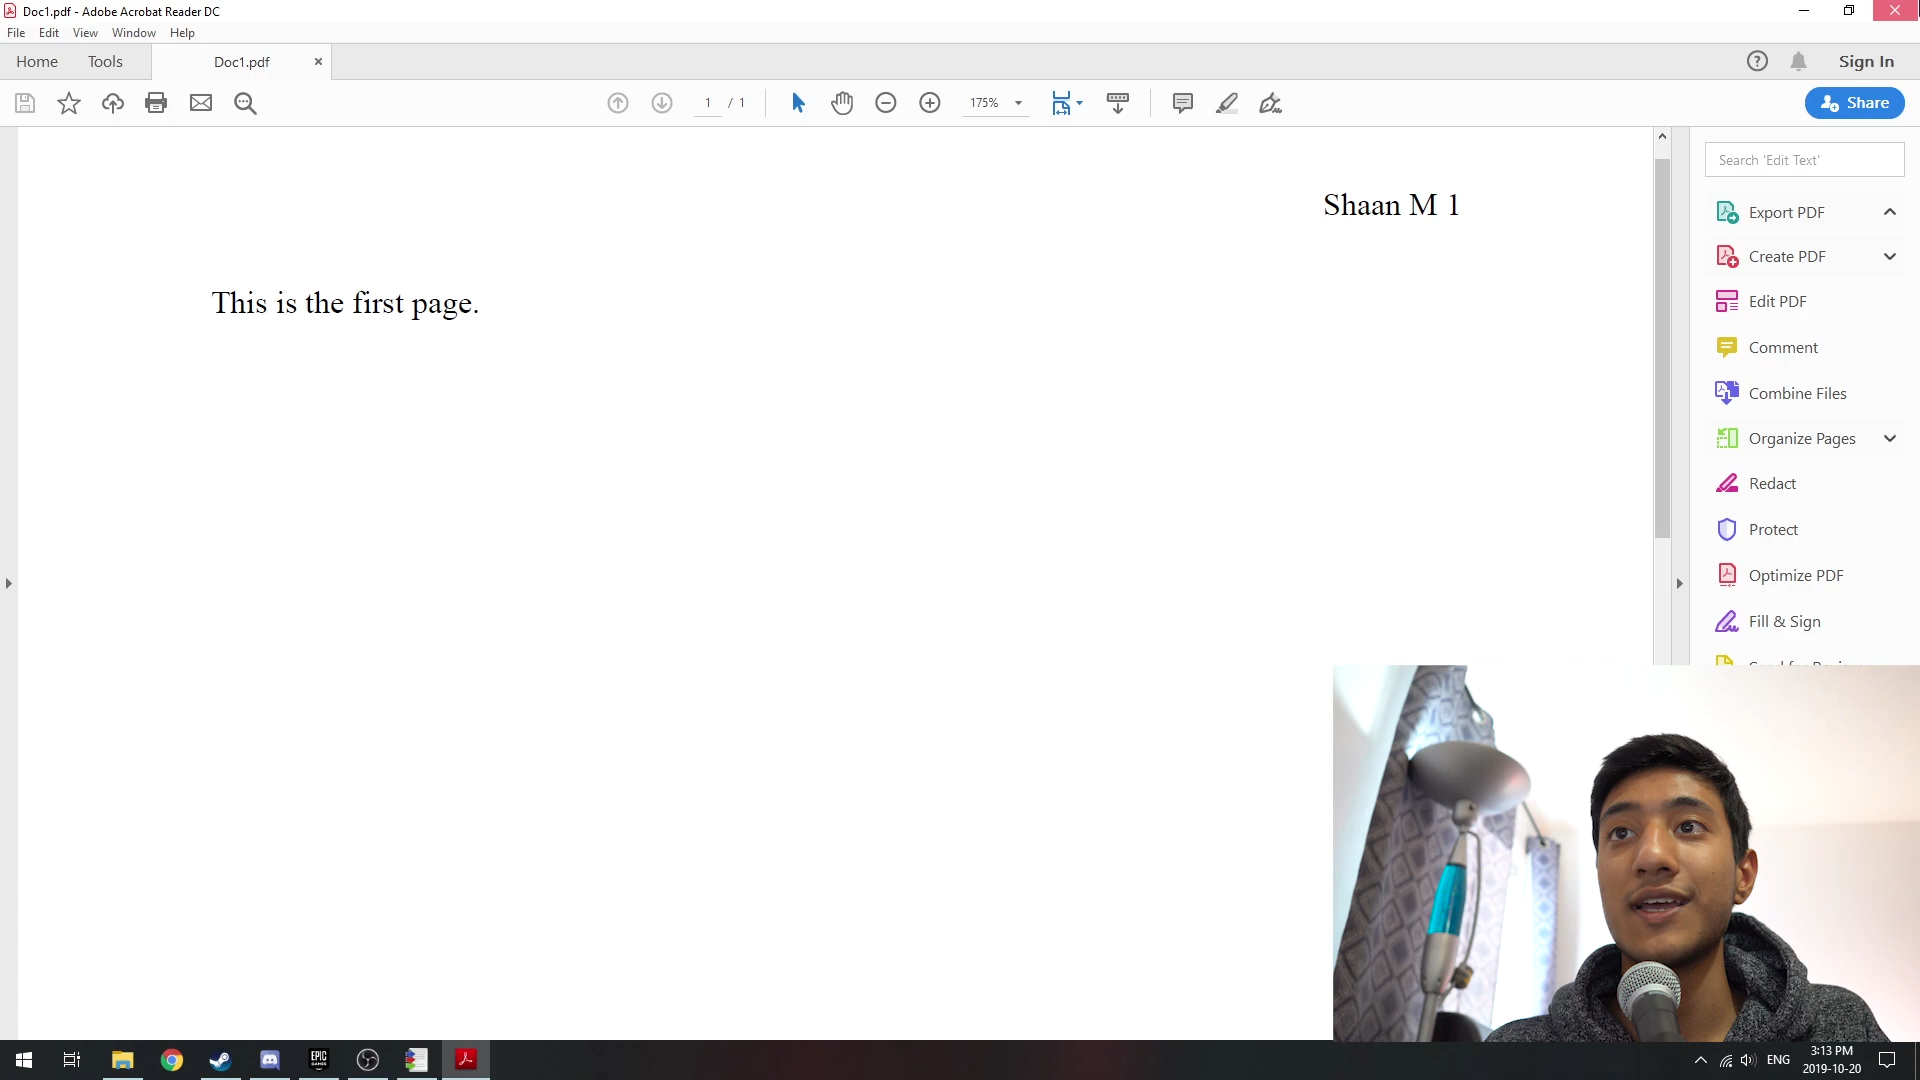 Doc1.pdf - Adobe Acrobat Reader DC
File Edit View Window Help
Home Tools Doc1.pdf × ? Sign In
1 / 1 175% Share
Search 'Edit Text'
Shaan M 1
Export PDF
Create PDF
This is the first page.
Edit PDF
Comment
Combine Files
Organize Pages
Redact
Protect
Optimize PDF
Fill & Sign
EPIC GAMES
ENG 3:13 PM
2019-10-20